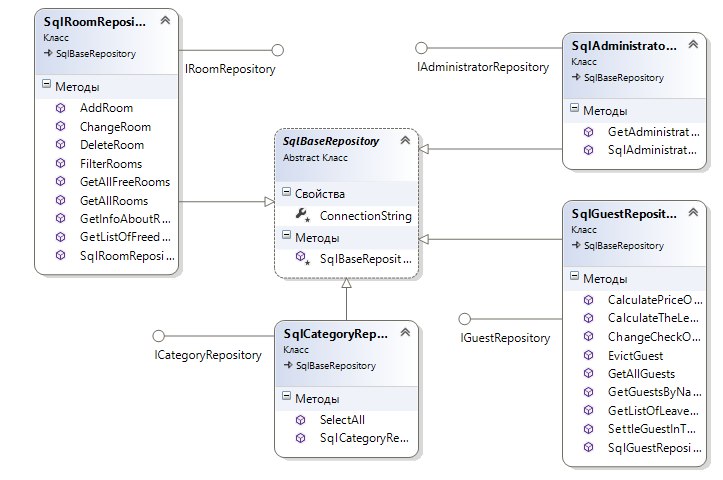 SqlRoomReposi...
Класс
SqlBaseRepository
Методы
AddRoom
ChangeRoom
DeleteRoom
FilterRooms
GetAllFreeRooms
GetAllRooms
GetInfoAboutR...
GetListOfFreed...
SqlRoomReposi...
IRoomRepository
IAdministratorRepository
SqlAdministrato...
Класс
SqlBaseRepository
Методы
GetAdministrat...
SqlAdministrat...
SqlBaseRepository
Abstract Класс
Свойства
ConnectionString
Методы
SqlBaseReposit...
SqlGuestReposit...
Класс
SqlBaseRepository
Методы
CalculatePriceO...
CalculateTheLe...
ChangeCheckO...
EvictGuest
GetAllGuests
GetGuestsByNa...
GetListOfLeave...
SettleGuestInT...
SqlGuestReposi...
IGuestRepository
ICategoryRepository
SqlCategoryRep...
Класс
SqlBaseRepository
Методы
SelectAll
SqlCategoryRe...